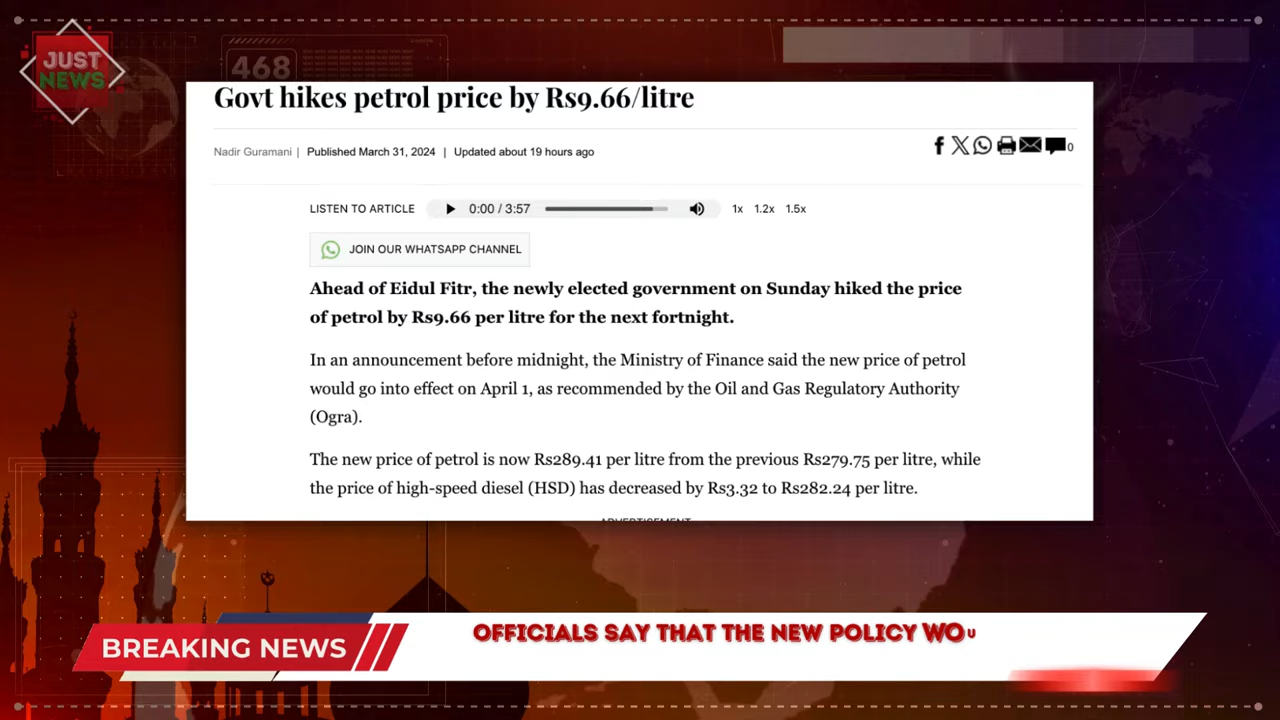 JUST
NEWS
468
Govt hikes petrol price by Rs9.66/litre
Nadir Guramani | Published March 31, 2024 | Updated about 19 hours ago
0
LISTEN TO ARTICLE 0:00 / 3:57 1x 1.2x 1.5x
JOIN OUR WHATSAPP CHANNEL
Ahead of Eidul Fitr, the newly elected government on Sunday hiked the price
of petrol by Rs9.66 per litre for the next fortnight.
In an announcement before midnight, the Ministry of Finance said the new price of petrol
would go into effect on April 1, as recommended by the Oil and Gas Regulatory Authority
(Ogra).
The new price of petrol is now Rs289.41 per litre from the previous Rs279.75 per litre, while
the price of high-speed diesel (HSD) has decreased by Rs3.32 to Rs282.24 per litre.
ADVERTISEMENT
BREAKING NEWS
OFFICIALS SAY THAT THE NEW POLICY WOU